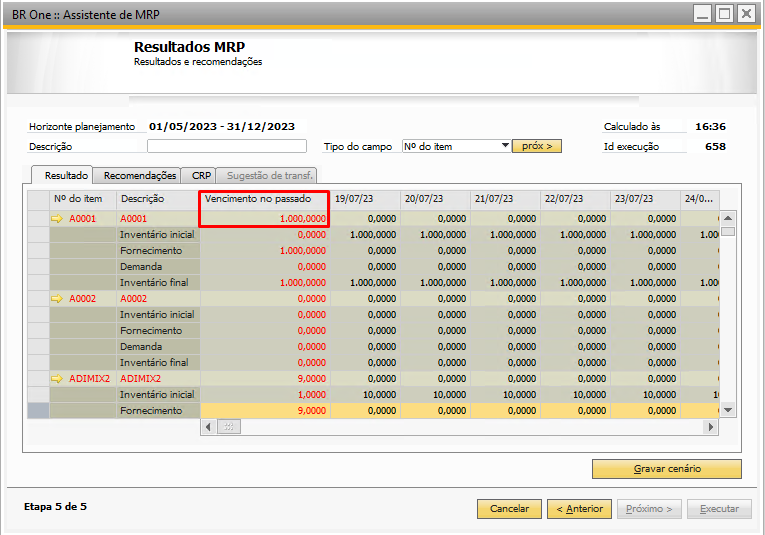 BR One :: Assistente de MRP
Resultados MRP
Resultados e recomendações
Horizonte planejamento 01/05/2023 - 31/12/2023 Calculado às 16:36
Descrição Tipo do campo Nº do item próx > Id execução 658
Resultado Recomendações CRP Sugestão de transf.
Nº do item Descrição Vencimento no passado 19/07/23 20/07/23 21/07/23 22/07/23 23/07/23 24/0...
A0001 A0001 1.000,0000 0,0000 0,0000 0,0000 0,0000 0,0000
Inventário inicial 0,0000 1.000,0000 1.000,0000 1.000,0000 1.000,0000 1.000,0000 1.00
Fornecimento 1.000,0000 0,0000 0,0000 0,0000 0,0000 0,0000
Demanda 0,0000 0,0000 0,0000 0,0000 0,0000 0,0000
Inventário final 1.000,0000 1.000,0000 1.000,0000 1.000,0000 1.000,0000 1.000,0000 1.00
A0002 A0002 0,0000 0,0000 0,0000 0,0000 0,0000 0,0000
Inventário inicial 0,0000 0,0000 0,0000 0,0000 0,0000 0,0000
Fornecimento 0,0000 0,0000 0,0000 0,0000 0,0000 0,0000
Demanda 0,0000 0,0000 0,0000 0,0000 0,0000 0,0000
Inventário final 0,0000 0,0000 0,0000 0,0000 0,0000 0,0000
ADIMIX2 ADIMIX2 9,0000 0,0000 0,0000 0,0000 0,0000 0,0000
Inventário inicial 1,0000 10,0000 10,0000 10,0000 10,0000 10,0000 1
Fornecimento 9,0000 0,0000 0,0000 0,0000 0,0000 0,0000
Gravar cenário
Etapa 5 de 5 Cancelar < Anterior Próximo > Executar